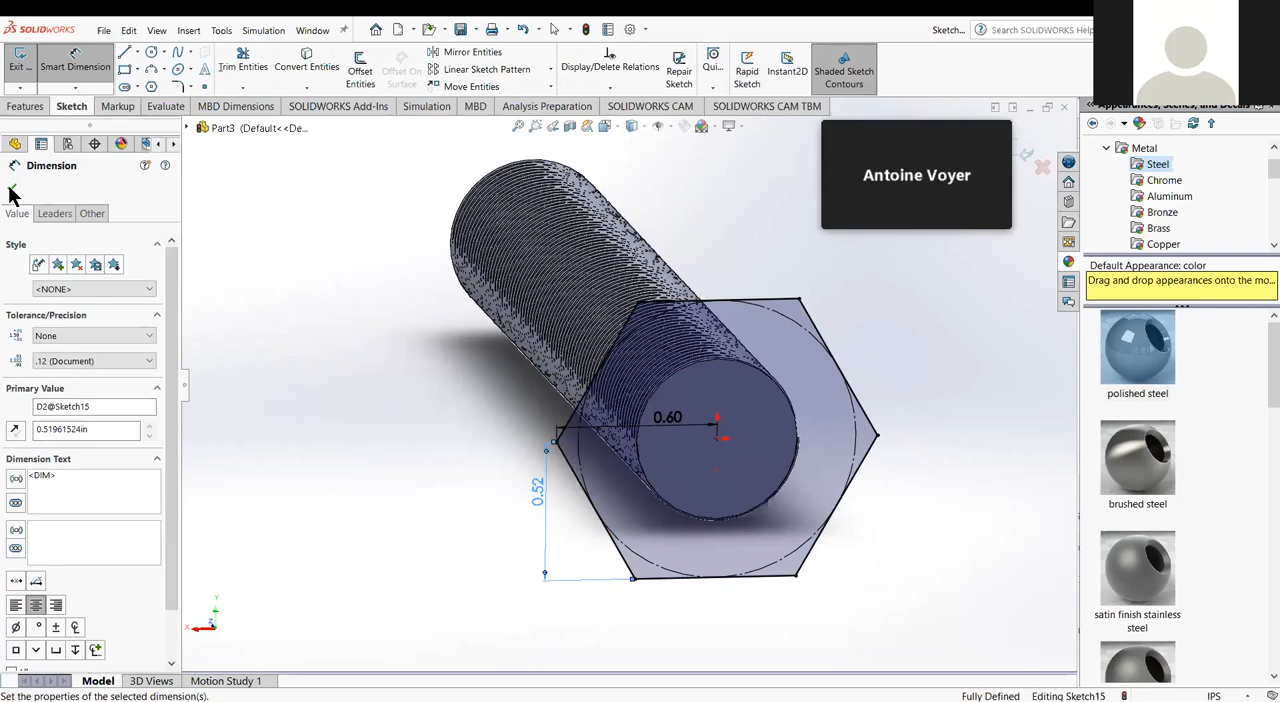 SOLIDWORKS File Edit View Insert Tools Simulation Window Sketch... Search SOLIDWORKS Help
Exit ... Smart Dimension Trim Entities Convert Entities Offset Entities Offset On Surface Mirror Entities Linear Sketch Pattern Move Entities Display/Delete Relations Repair Sketch Qui... Rapid Sketch Instant2D Shaded Sketch Contours
Features Sketch Markup Evaluate MBD Dimensions SOLIDWORKS Add-Ins Simulation MBD Analysis Preparation SOLIDWORKS CAM SOLIDWORKS CAM TBM
Appearances, Scenes, and Decals
Part3 (Default<<De...
Dimension
Value Leaders Other
Style
<NONE>
Tolerance/Precision
None
.12 (Document)
Primary Value
D2@Sketch15
0.51961524in
Dimension Text
<DIM>
Antoine Voyer
0.60
0.52
Y
X
Z
Metal
Steel
Chrome
Aluminum
Bronze
Brass
Copper
Default Appearance: color
Drag and drop appearances onto the mo...
polished steel
brushed steel
satin finish stainless
steel
Model 3D Views Motion Study 1
Set the properties of the selected dimension(s). Fully Defined Editing Sketch15 IPS